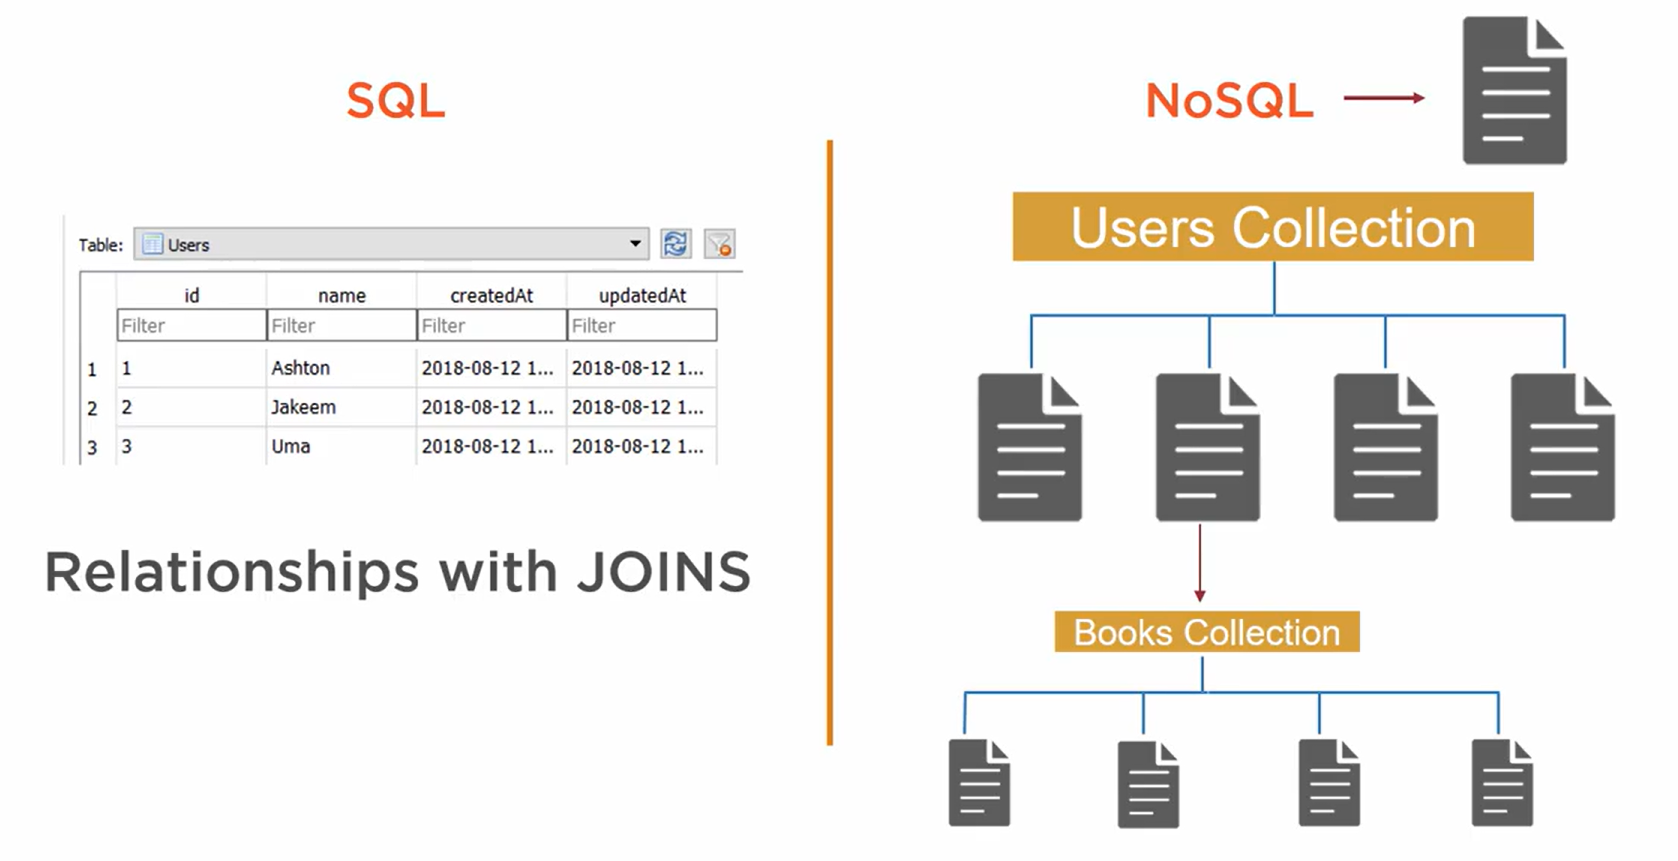 SQL
NoSQL
Table: Users
id name createdAt updatedAt
Filter Filter Filter Filter
1 1 Ashton 2018-08-12 1... 2018-08-12 1...
2 2 Jakeem 2018-08-12 1... 2018-08-12 1...
3 3 Uma 2018-08-12 1... 2018-08-12 1...
Relationships with JOINS
Users Collection
Books Collection